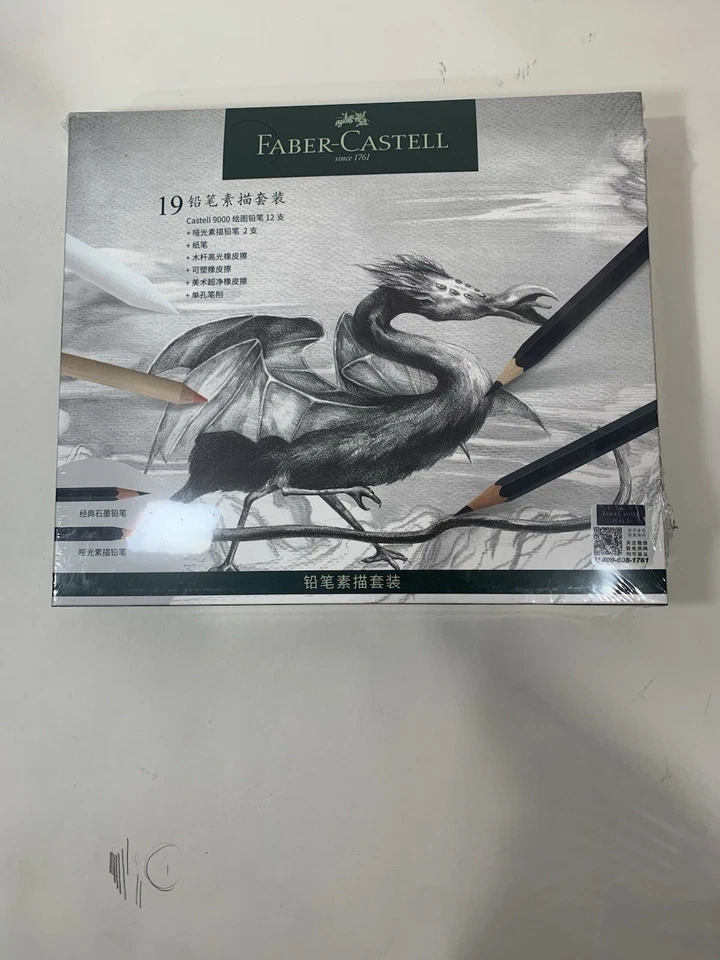 FABER-CASTELL
since 1761
19 铅笔素描套装
Castell 9000 绘图铅笔 12 支
+ 哑光素描铅笔 2 支
+ 纸笔
+ 木杆高光橡皮擦
+ 可塑橡皮擦
+ 美术超净橡皮擦
+ 单孔笔刨
经典石墨铅笔
哑光素描铅笔
FABER-CASTELL
铅笔素描套装